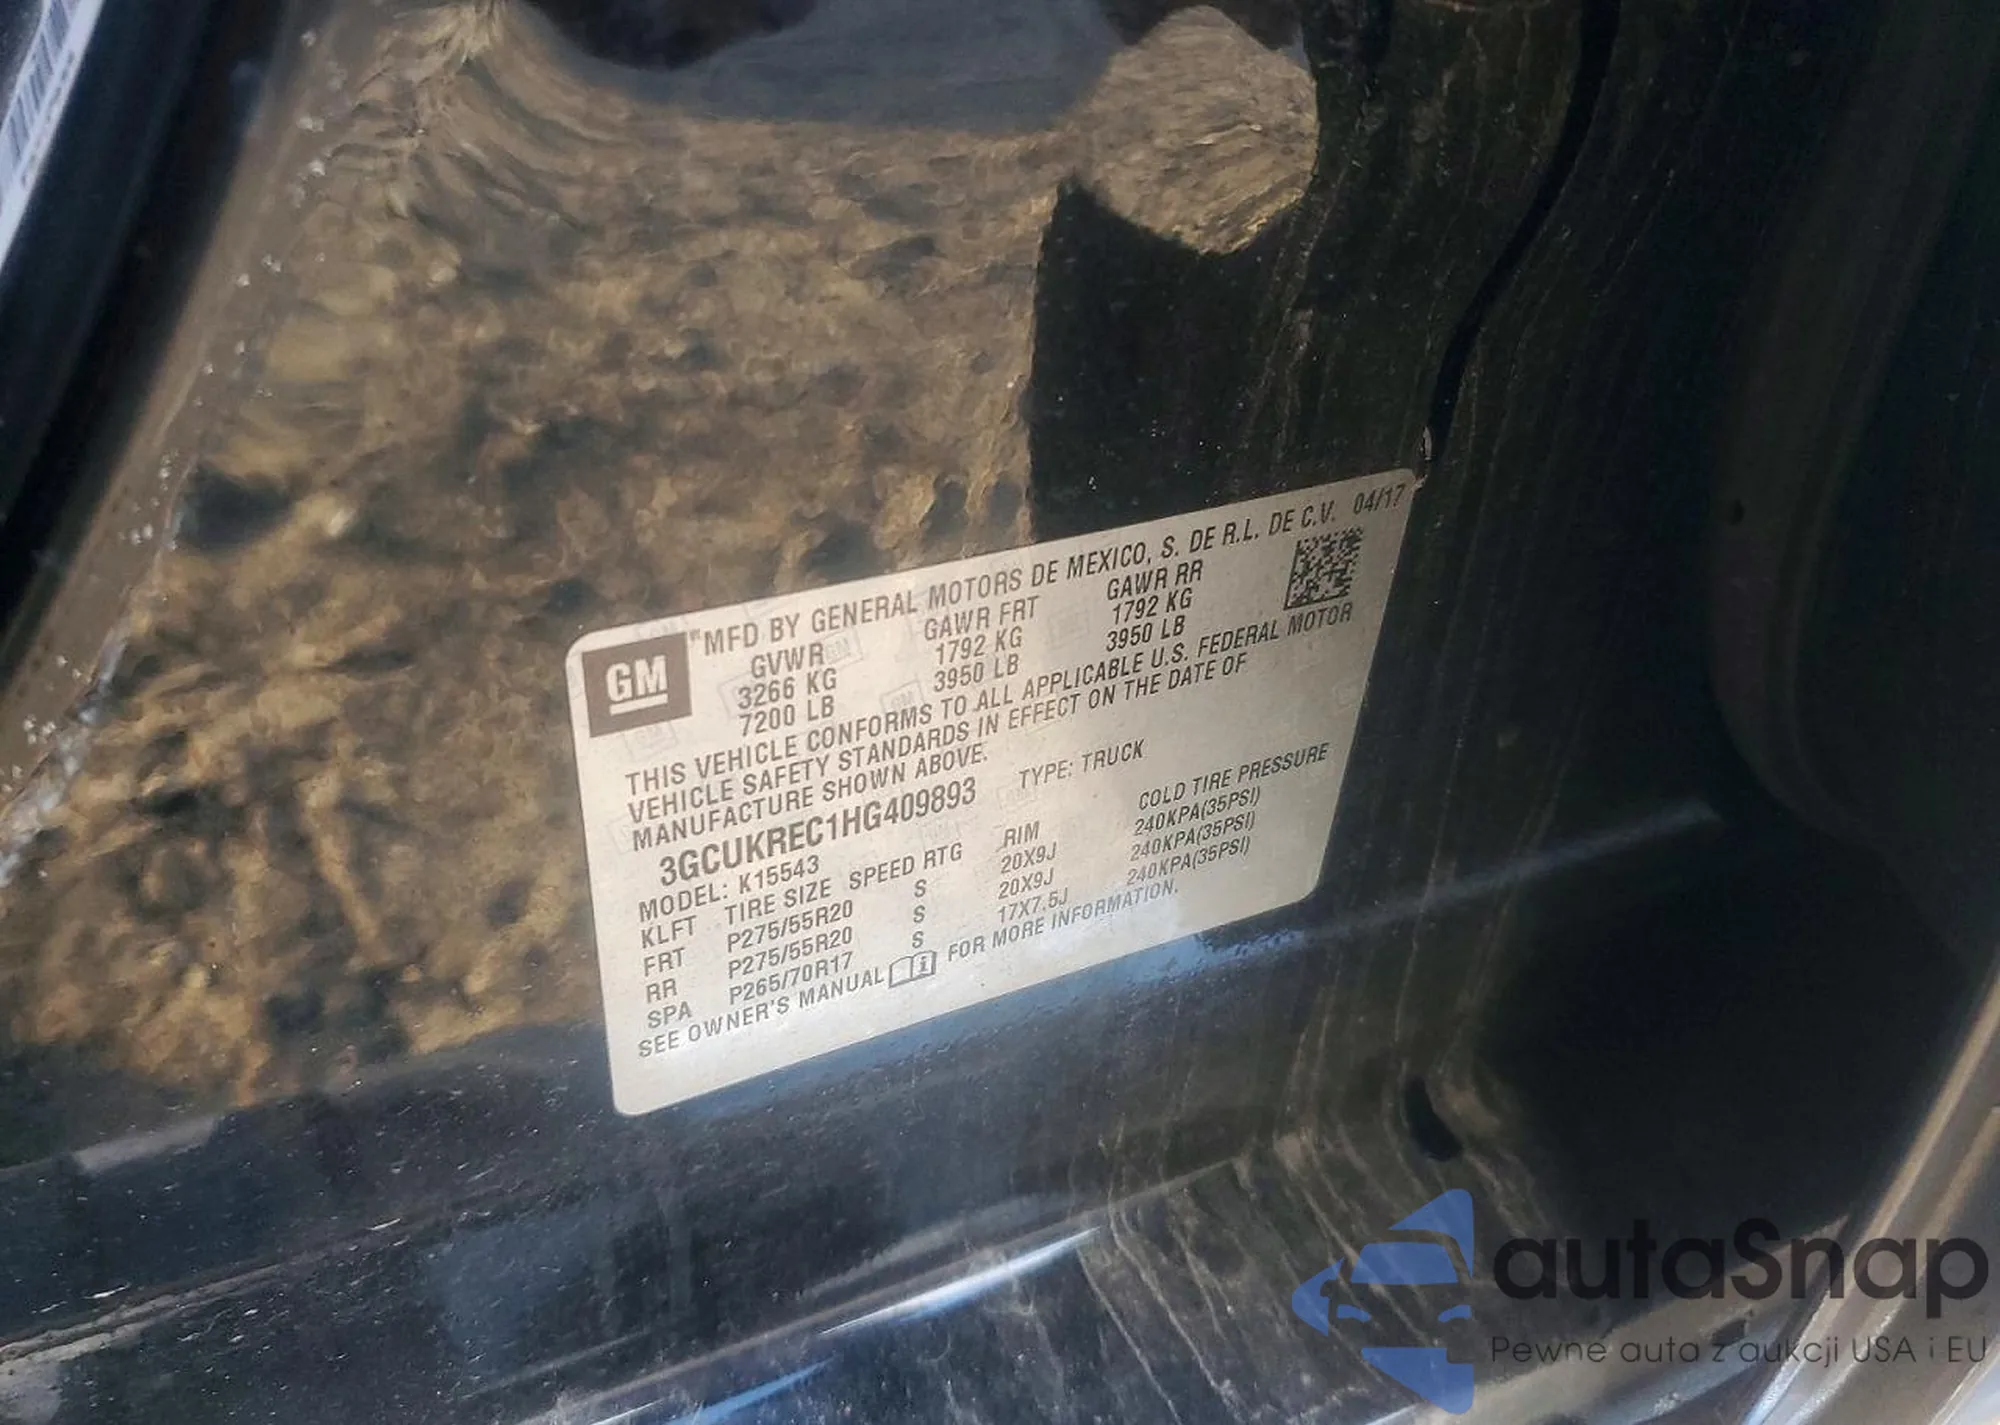 "MFD BY GENERAL MOTORS DE MEXICO, S. DE R.L. DE C.V. 04/17
GM
GVWR GAWR FRT GAWR RR
3266 KG 1792 KG 1792 KG
7200 LB 3950 LB 3950 LB
THIS VEHICLE CONFORMS TO ALL APPLICABLE U.S. FEDERAL MOTOR
VEHICLE SAFETY STANDARDS IN EFFECT ON THE DATE OF
MANUFACTURE SHOWN ABOVE.
3GCUKREC1HG409893 TYPE: TRUCK
MODEL: K15543
KLFT TIRE SIZE SPEED RTG RIM COLD TIRE PRESSURE
FRT P275/55R20 S 20X9J 240KPA(35PSI)
RR P275/55R20 S 20X9J 240KPA(35PSI)
SPA P265/70R17 S 17X7.5J 240KPA(35PSI)
SEE OWNER'S MANUAL FOR MORE INFORMATION.
autaSnap
Pewne auta z aukcji USA i EU